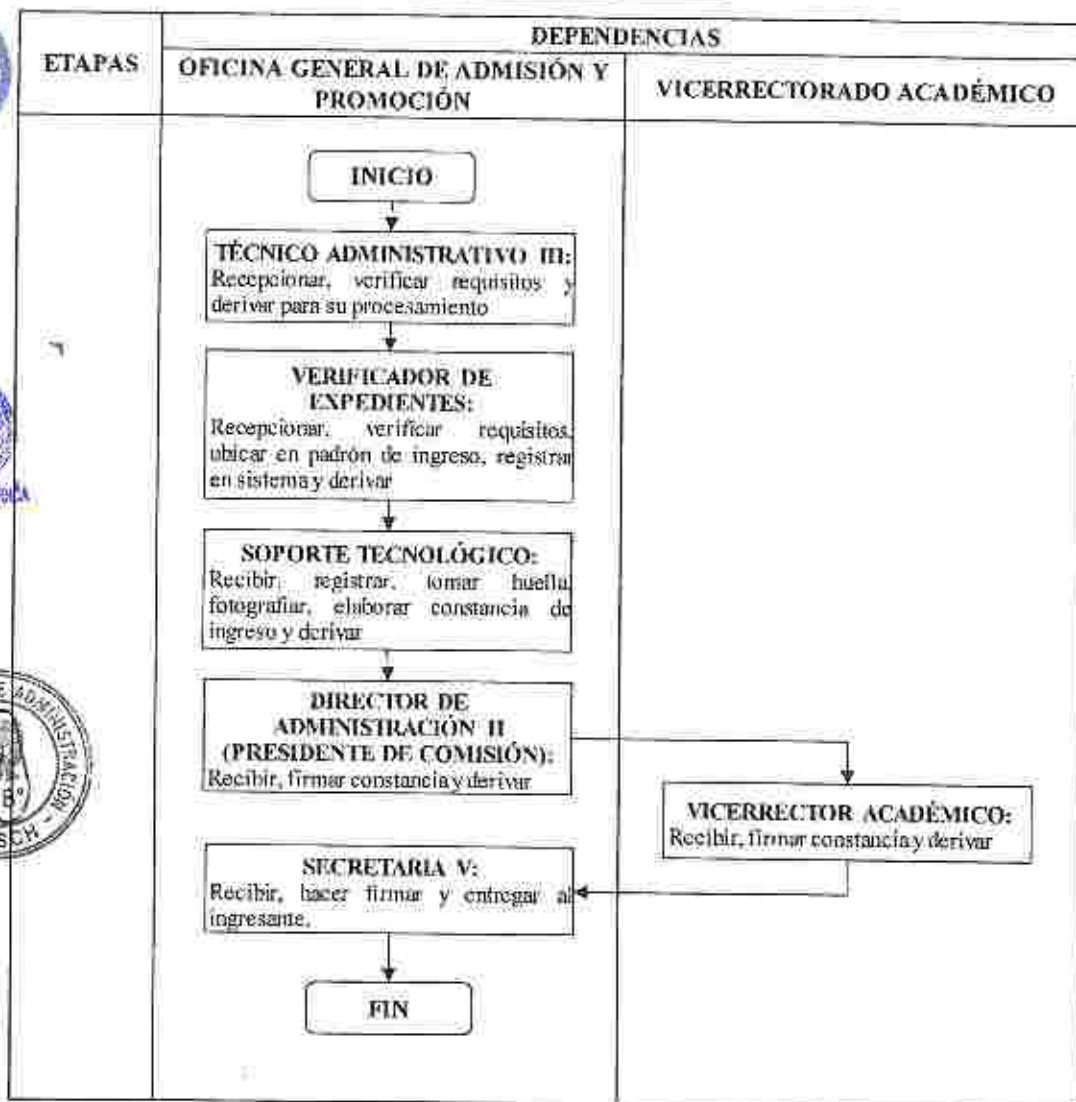 DEPENDENCIAS
ETAPAS
OFICINA GENERAL DE ADMISIÓN Y
PROMOCIÓN
VICERRECTORADO ACADÉMICO
INICIO
TÉCNICO ADMINISTRATIVO III:
Recepcionar, verificar requisitos y
derivar para su procesamiento
VERIFICADOR DE
EXPEDIENTES:
Recepcionar, verificar requisitos,
ubicar en padrón de ingreso, registrar
en sistema y derivar
SOPORTE TECNOLÓGICO:
Recibir, registrar, tomar huella,
fotografiar, elaborar constancia de
ingreso y derivar
DIRECTOR DE
ADMINISTRACIÓN II
(PRESIDENTE DE COMISIÓN):
Recibir, firmar constancia y derivar
VICERRECTOR ACADÉMICO:
Recibir, firmar constancia y derivar
SECRETARIA V:
Recibir, hacer firmar y entregar al
ingresante.
FIN
ADMINISTRACIÓN